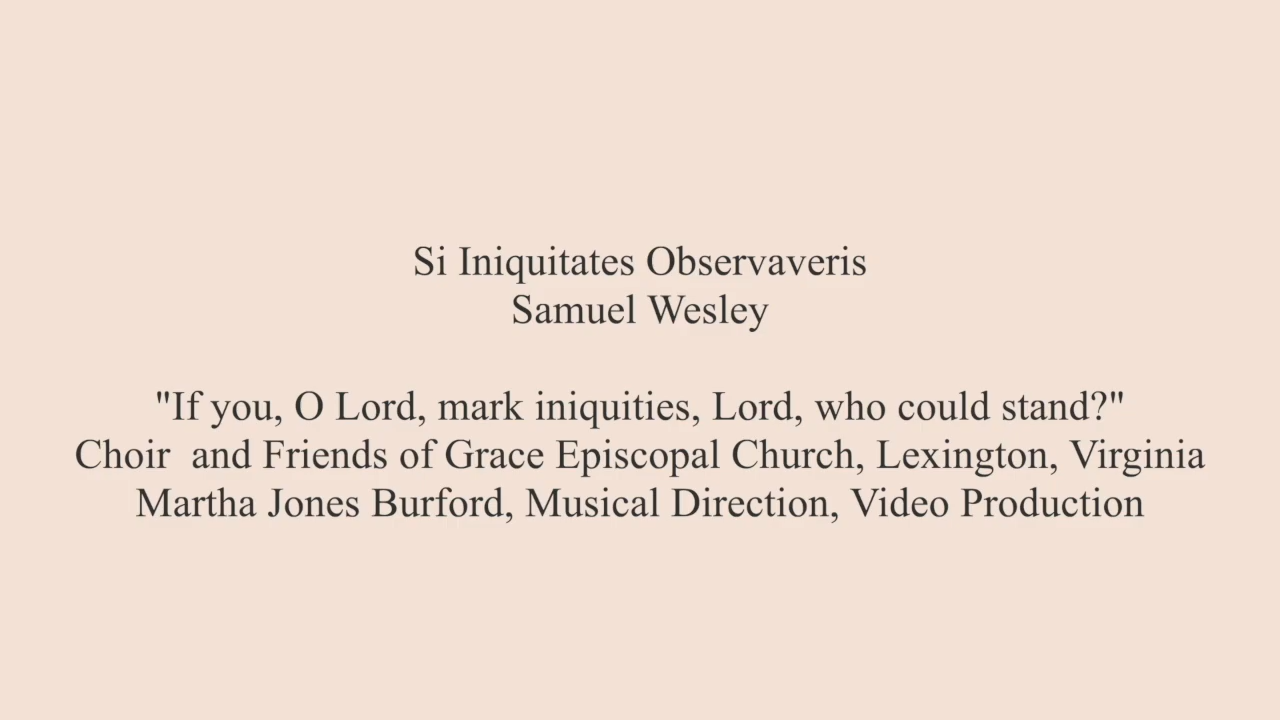 Si Iniquitates Observaveris
Samuel Wesley
"If you, O Lord, mark iniquities, Lord, who could stand?"
Choir  and Friends of Grace Episcopal Church, Lexington, Virginia
Martha Jones Burford, Musical Direction, Video Production